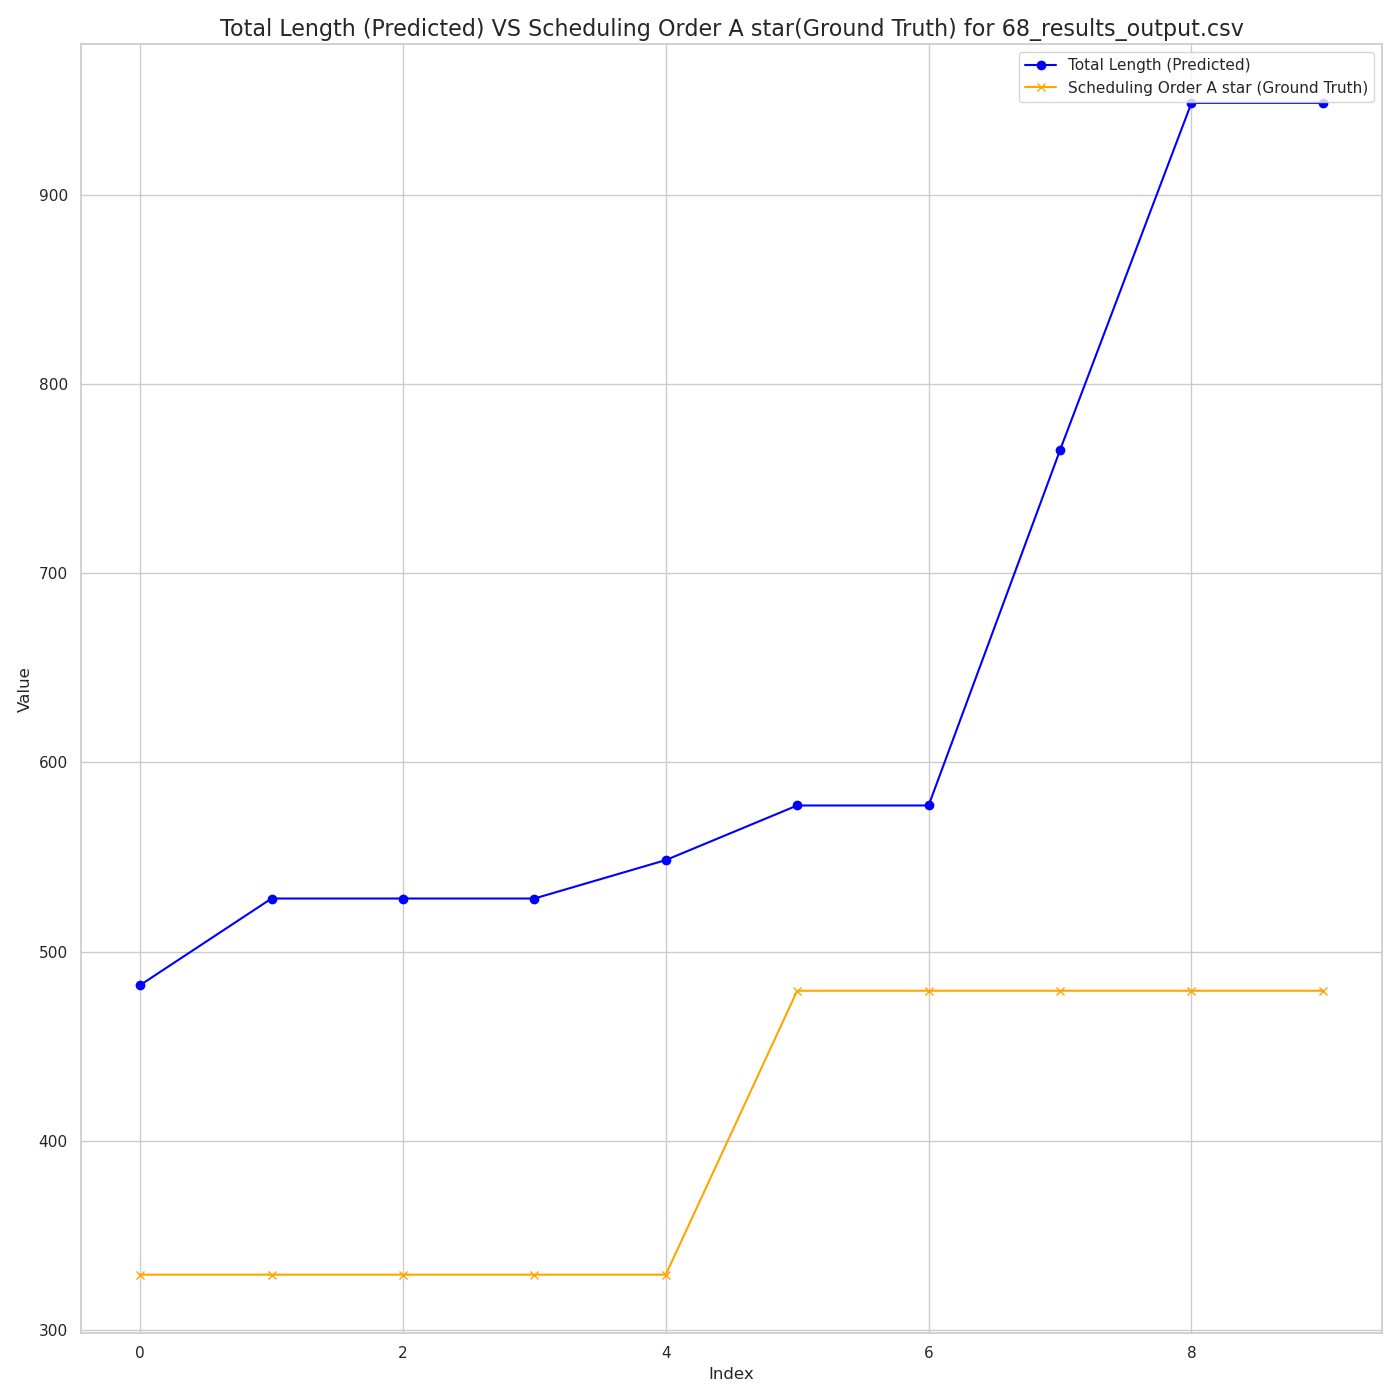 Total Length (Predicted) VS Scheduling Order A star(Ground Truth) for 68_results_output.csv
Total Length (Predicted)
Scheduling Order A star (Ground Truth)
900
800
700
600
500
400
300
Value
0 2 4 6 8
Index